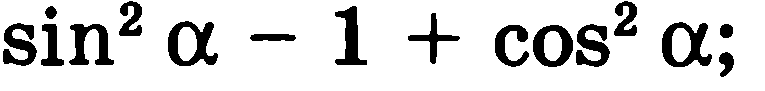 sin² α − 1 + cos² α;